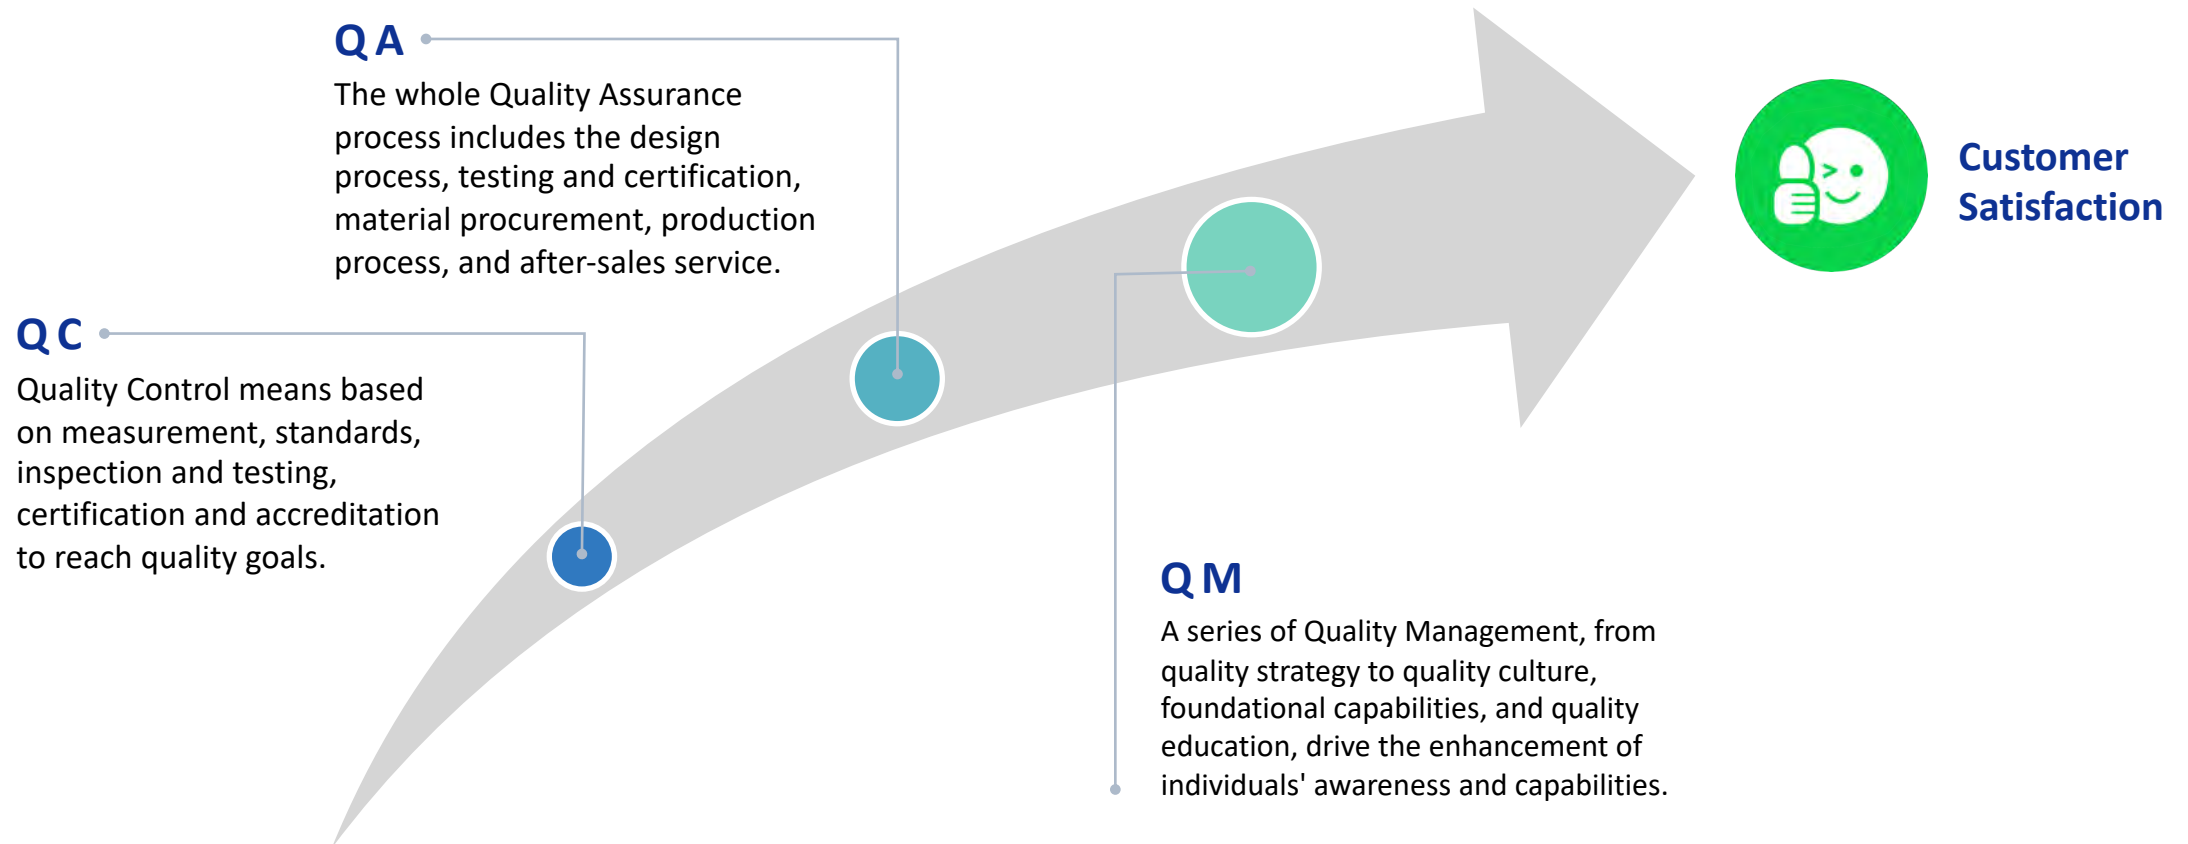 QA
The whole Quality Assurance
process includes the design
process, testing and certification,
material procurement, production
process, and after-sales service.
QC
Quality Control means based
on measurement, standards,
inspection and testing,
certification and accreditation
to reach quality goals.
Customer
Satisfaction
QM
A series of Quality Management, from
quality strategy to quality culture,
foundational capabilities, and quality
education, drive the enhancement of
individuals' awareness and capabilities.